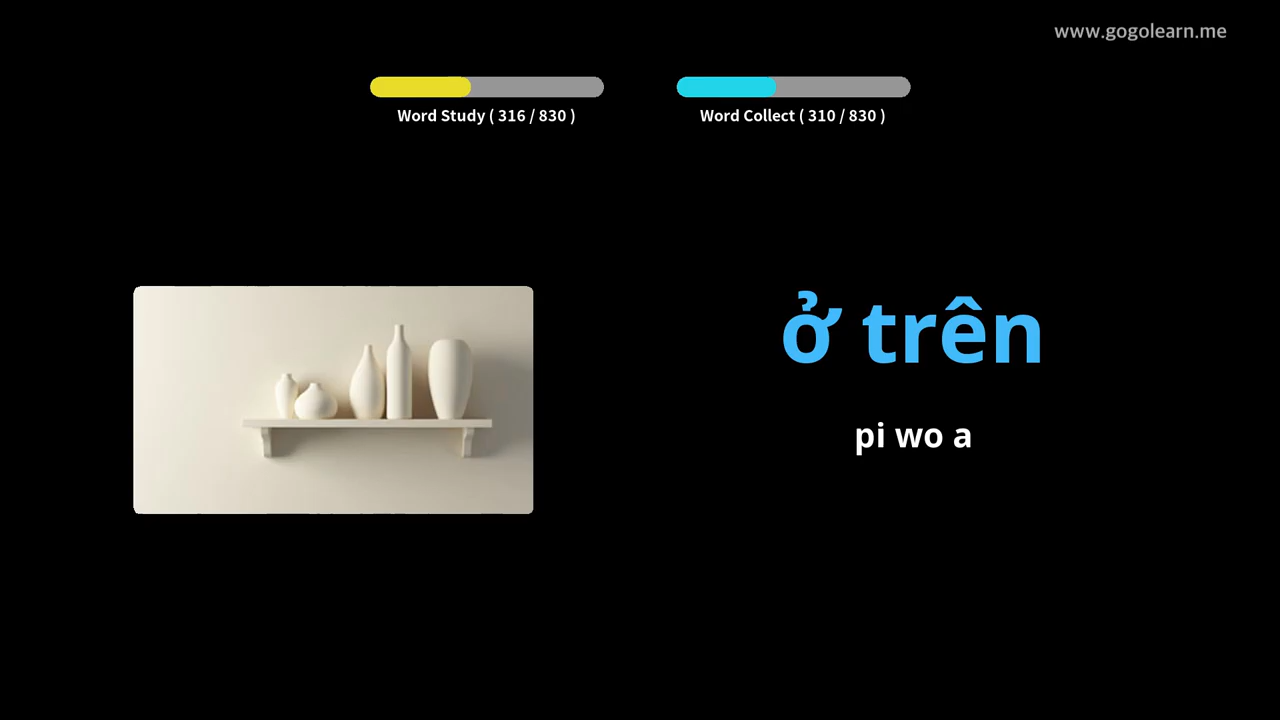 www.gogolearn.me
Word Study ( 316 / 830 )
Word Collect ( 310 / 830 )
ở trên
pi wo a